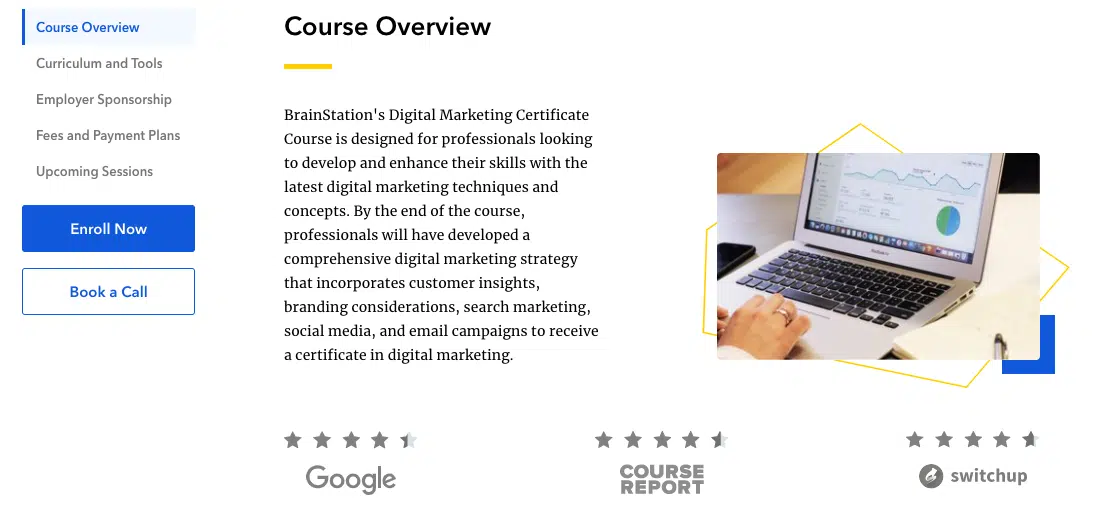 Course Overview
Curriculum and Tools
Employer Sponsorship
Fees and Payment Plans
Upcoming Sessions
Enroll Now
Book a Call
Course Overview
BrainStation's Digital Marketing Certificate
Course is designed for professionals looking
to develop and enhance their skills with the
latest digital marketing techniques and
concepts. By the end of the course,
professionals will have developed a
comprehensive digital marketing strategy
that incorporates customer insights,
branding considerations, search marketing,
social media, and email campaigns to receive
a certificate in digital marketing.
Google
COURSE
REPORT
switchup